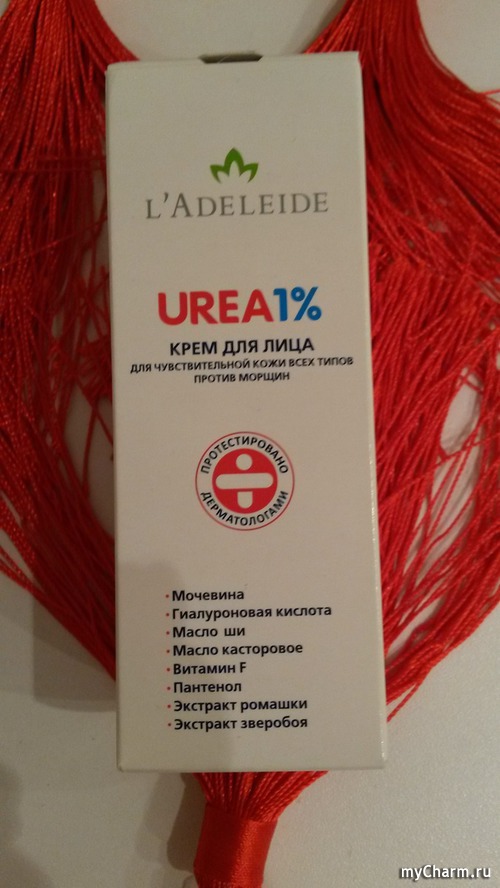 L'ADELEIDE
UREA1%
КРЕМ ДЛЯ ЛИЦА
ДЛЯ ЧУВСТВИТЕЛЬНОЙ КОЖИ ВСЕХ ТИПОВ
ПРОТИВ МОРЩИН
ПРОТЕСТИРОВАНО
ДЕРМАТОЛОГАМИ
• Мочевина
• Гиалуроновая кислота
• Масло ши
• Масло касторовое
• Витамин F
• Пантенол
• Экстракт ромашки
• Экстракт зверобоя
myCharm.ru